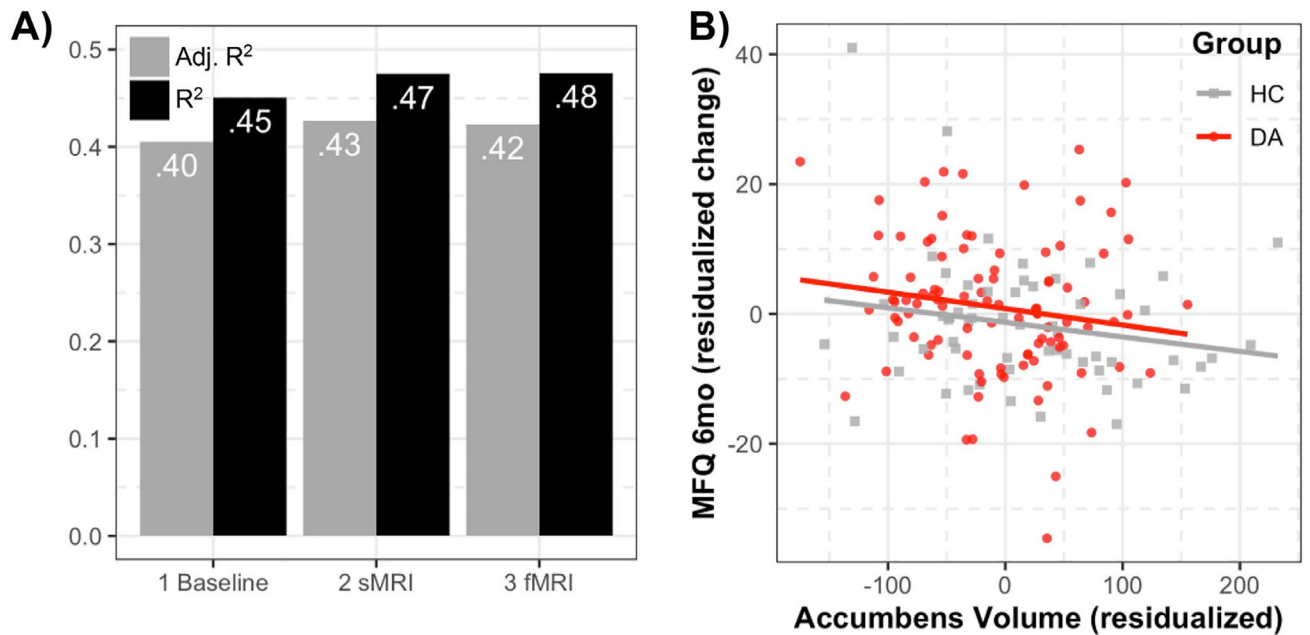 A)
0.5
0.4
0.3
0.2
0.1
0.0
Adj. R²
R²
.40
.45
.43
.47
.42
.48
1 Baseline
2 sMRI
3 fMRI
B)
MFQ 6mo (residualized change)
40
20
0
-20
Group
HC
DA
-100
0
100
200
Accumbens Volume (residualized)